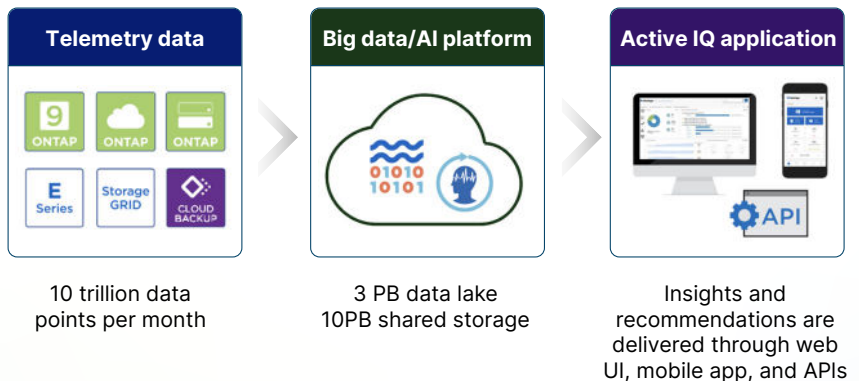 Telemetry data
9
ONTAP
ONTAP
ONTAP
E
Series
Storage
GRID
CLOUD
BACKUP
10 trillion data
points per month
Big data/AI platform
01010
10101
3 PB data lake
10PB shared storage
Active IQ application
API
Insights and
recommendations are
delivered through web
UI, mobile app, and APIs